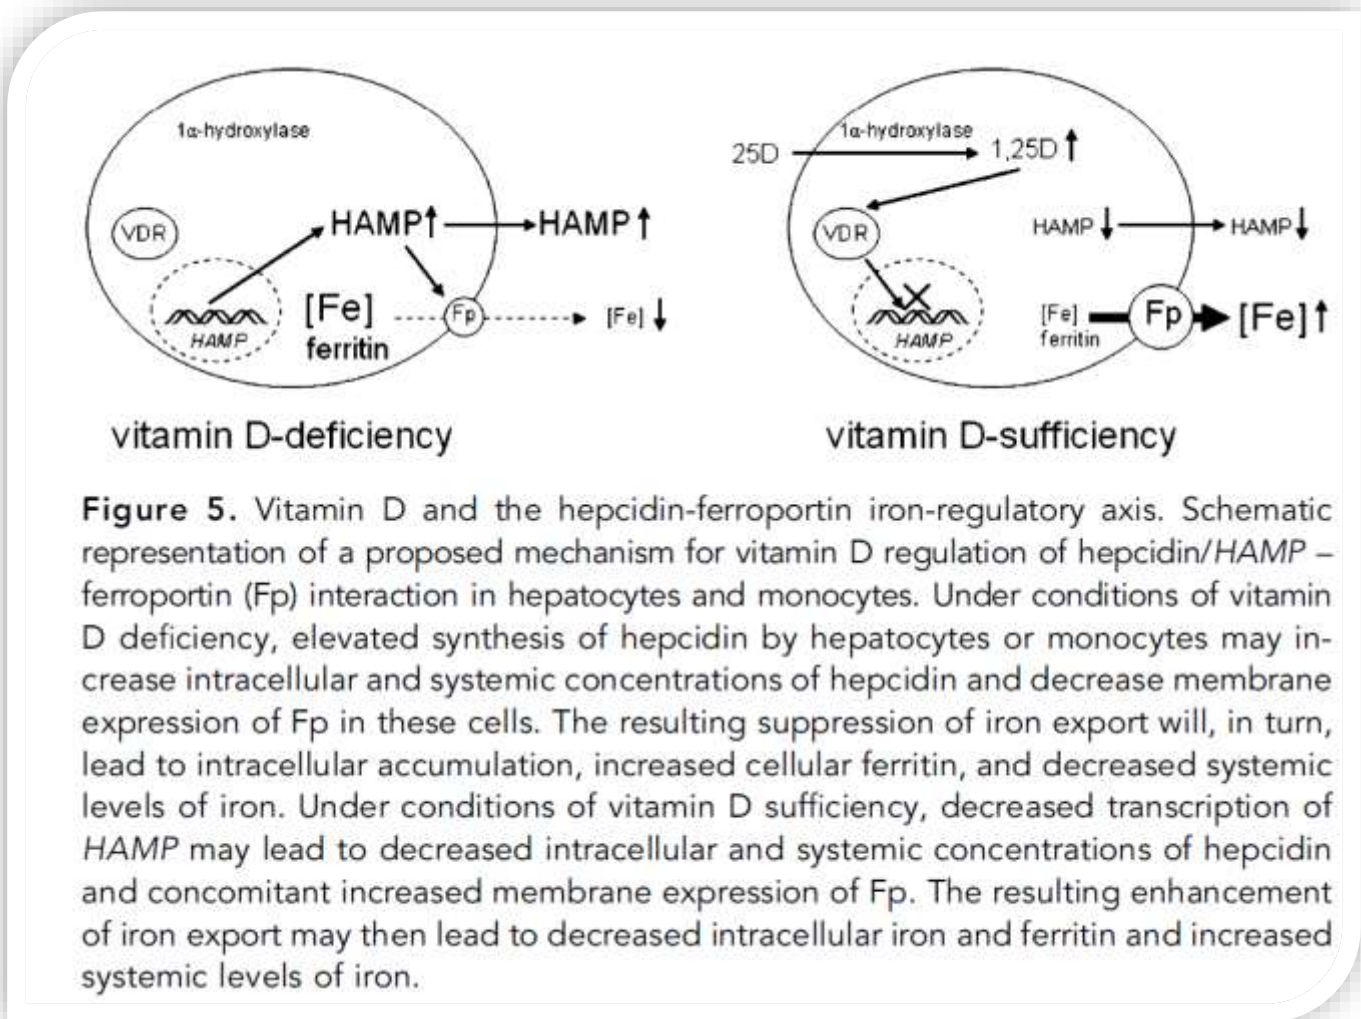 1α-hydroxylase
VDR
HAMP↑
HAMP↑
HAMP
[Fe]
ferritin
Fp
[Fe]↓
vitamin D-deficiency
1α-hydroxylase
25D
1,25D↑
VDR
HAMP↓
HAMP↓
HAMP
[Fe]
ferritin
Fp
[Fe]↑
vitamin D-sufficiency
Figure 5. Vitamin D and the hepcidin-ferroportin iron-regulatory axis. Schematic
representation of a proposed mechanism for vitamin D regulation of hepcidin/HAMP –
ferroportin (Fp) interaction in hepatocytes and monocytes. Under conditions of vitamin
D deficiency, elevated synthesis of hepcidin by hepatocytes or monocytes may in-
crease intracellular and systemic concentrations of hepcidin and decrease membrane
expression of Fp in these cells. The resulting suppression of iron export will, in turn,
lead to intracellular accumulation, increased cellular ferritin, and decreased systemic
levels of iron. Under conditions of vitamin D sufficiency, decreased transcription of
HAMP may lead to decreased intracellular and systemic concentrations of hepcidin
and concomitant increased membrane expression of Fp. The resulting enhancement
of iron export may then lead to decreased intracellular iron and ferritin and increased
systemic levels of iron.